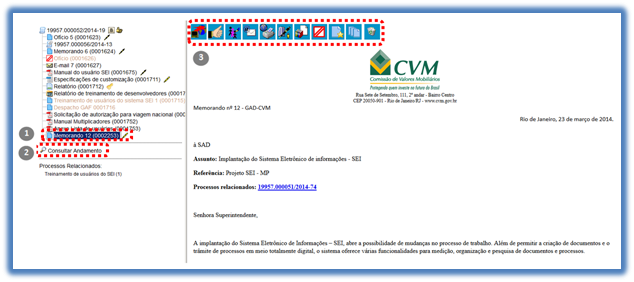 19957.000052/2014-19
Ofício 5 (0001623)
19957.000056/2014-13
Memorando 6 (0001624)
Ofício (0001626)
E-mail 7 (0001627)
Manual do usuário SEI (0001675)
Especificações de customização (0001711)
Relatório (0001712)
Relatório de treinamento de desenvolvedores (00017
Treinamento de usuários do sistema SEI 1 (0001715)
Despacho GAF 0001716
Solicitação de autorização para viagem nacional (000
Manual Multiplicadores (0001752)
1
Memorando 12 (0002253)
2
Consultar Andamento
Processos Relacionados:
Treinamento de usuários do SEI (1)
3
CVM
Comissão de Valores Mobiliários
Protegendo quem investe no futuro do Brasil
Rua Sete de Setembro, 111, 2º andar - Bairro Centro
CEP 20050-901 - Rio de Janeiro/RJ - www.cvm.gov.br
Memorando nº 12 - GAD-CVM
Rio de Janeiro, 23 de março de 2014.
à SAD
Assunto: Implantação do Sistema Eletrônico de informações - SEI
Referência: Projeto SEI - MP
Processos relacionados: 19957.000051/2014-74
Senhora Superintendente,
A implantação do Sistema Eletrônico de Informações – SEI, abre a possibilidade de mudanças no processo de trabalho. Além de permitir a criação de documentos e o
trâmite de processos em meio totalmente digital, o sistema oferece várias funcionalidades para medição, organização e pesquisa de documentos e processos.